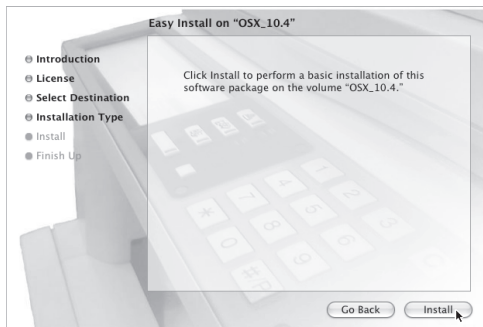 Easy Install on “OSX_10.4”
Introduction
License
Select Destination
Installation Type
Install
Finish Up
Click Install to perform a basic installation of this
software package on the volume “OSX_10.4.”
Go Back
Install